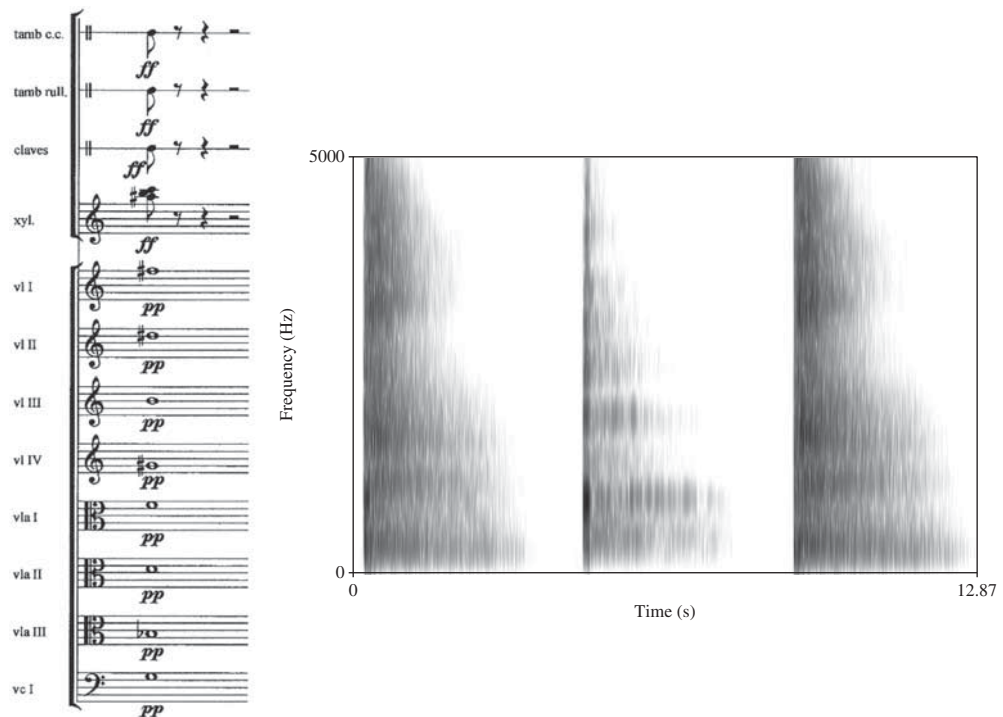 tamb c.c.
ff
tamb rull.
ff
claves
ff
xyl.
ff
vl I
pp
vl II
pp
vl III
pp
vl IV
pp
vla I
pp
vla II
pp
vla III
pp
vc I
pp
5000
Frequency (Hz)
0
0
12.87
Time (s)